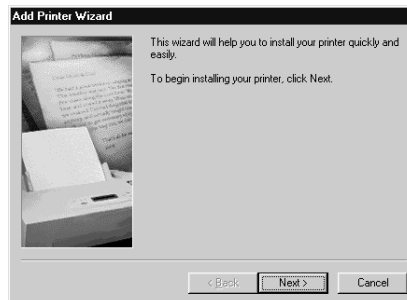 Add Printer Wizard
This wizard will help you to install your printer quickly and
easily.
To begin installing your printer, click Next.
< Back
Next >
Cancel